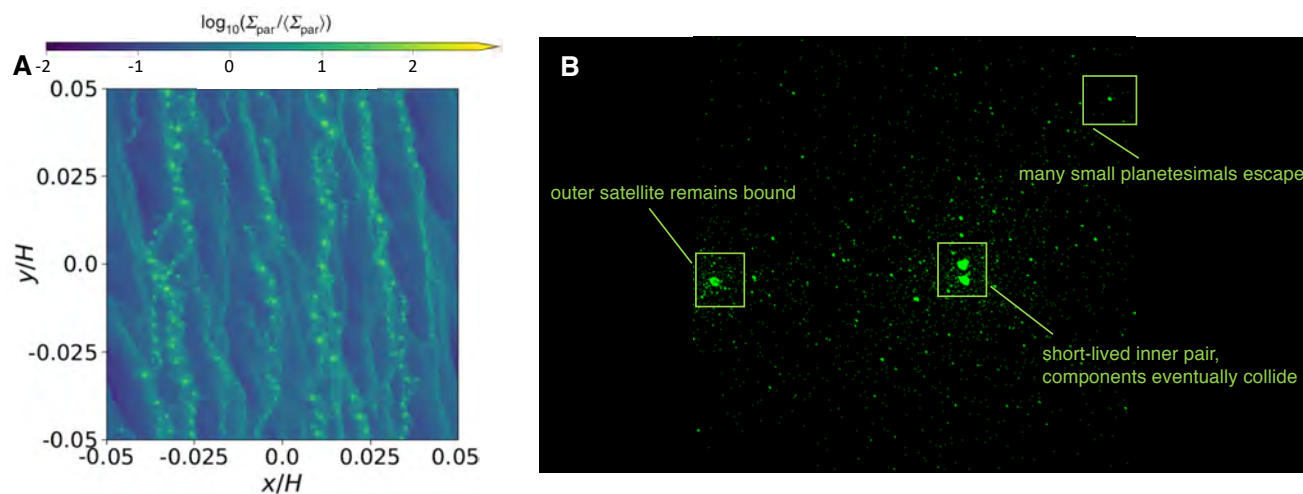 log₁₀(Σpar/⟨Σpar⟩)
-2 -1 0 1 2
A
0.05
0.025
0.0
-0.025
-0.05
y/H
-0.05 -0.025 0.0 0.025 0.05
x/H
B
many small planetesimals escape
outer satellite remains bound
short-lived inner pair,
components eventually collide